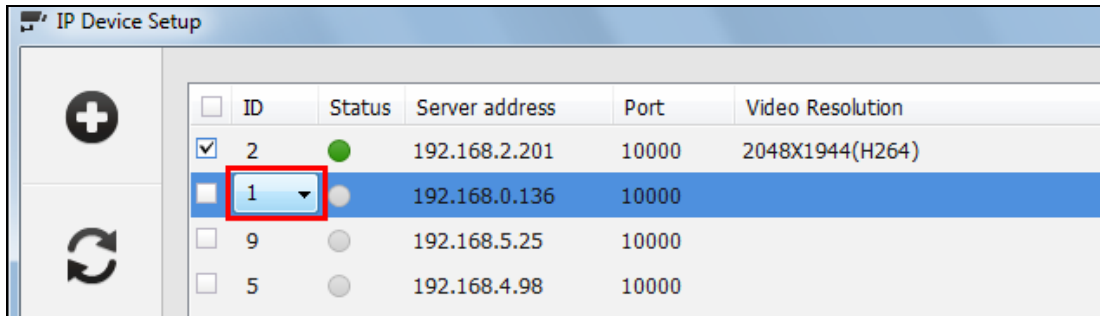 IP Device Setup
ID Status Server address Port Video Resolution
2 192.168.2.201 10000 2048X1944(H264)
1 192.168.0.136 10000
9 192.168.5.25 10000
5 192.168.4.98 10000